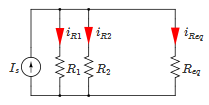 i_{R1} i_{R2} i_{Req}
I_s R_1 R_2 R_{eq}